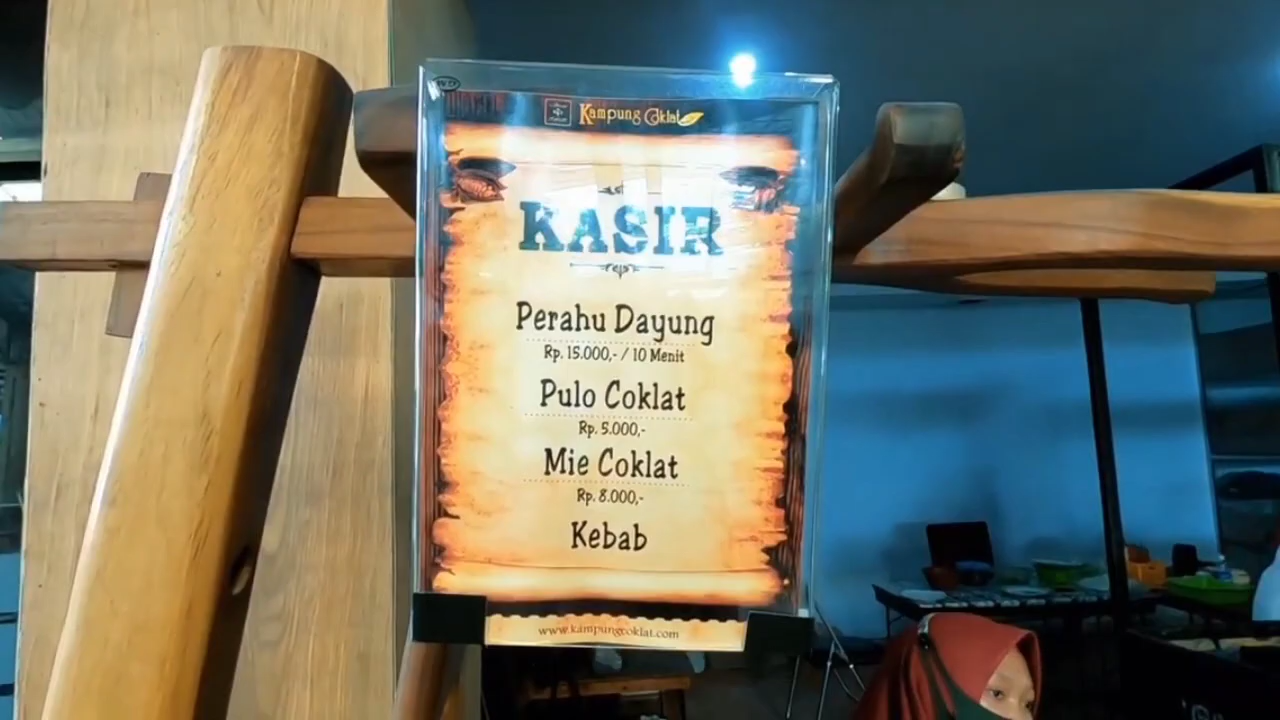 Kampung Coklat
KASIR
Perahu Dayung
Rp. 15.000,- / 10 Menit
Pulo Coklat
Rp. 5.000,-
Mie Coklat
Rp. 8.000,-
Kebab
www.kampungcoklat.com